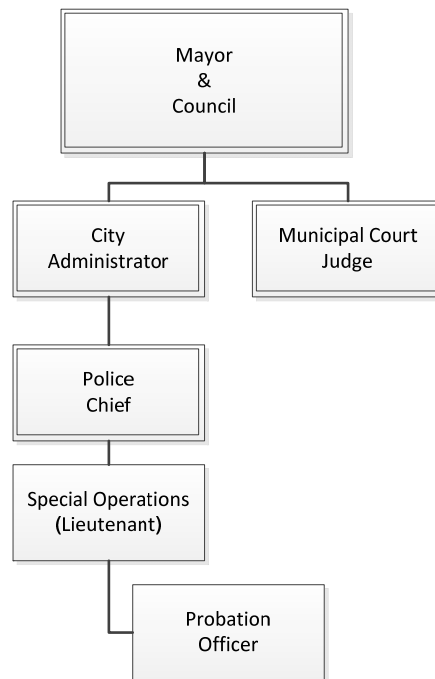 Mayor
&
Council
City
Administrator
Municipal Court
Judge
Police
Chief
Special Operations
(Lieutenant)
Probation
Officer